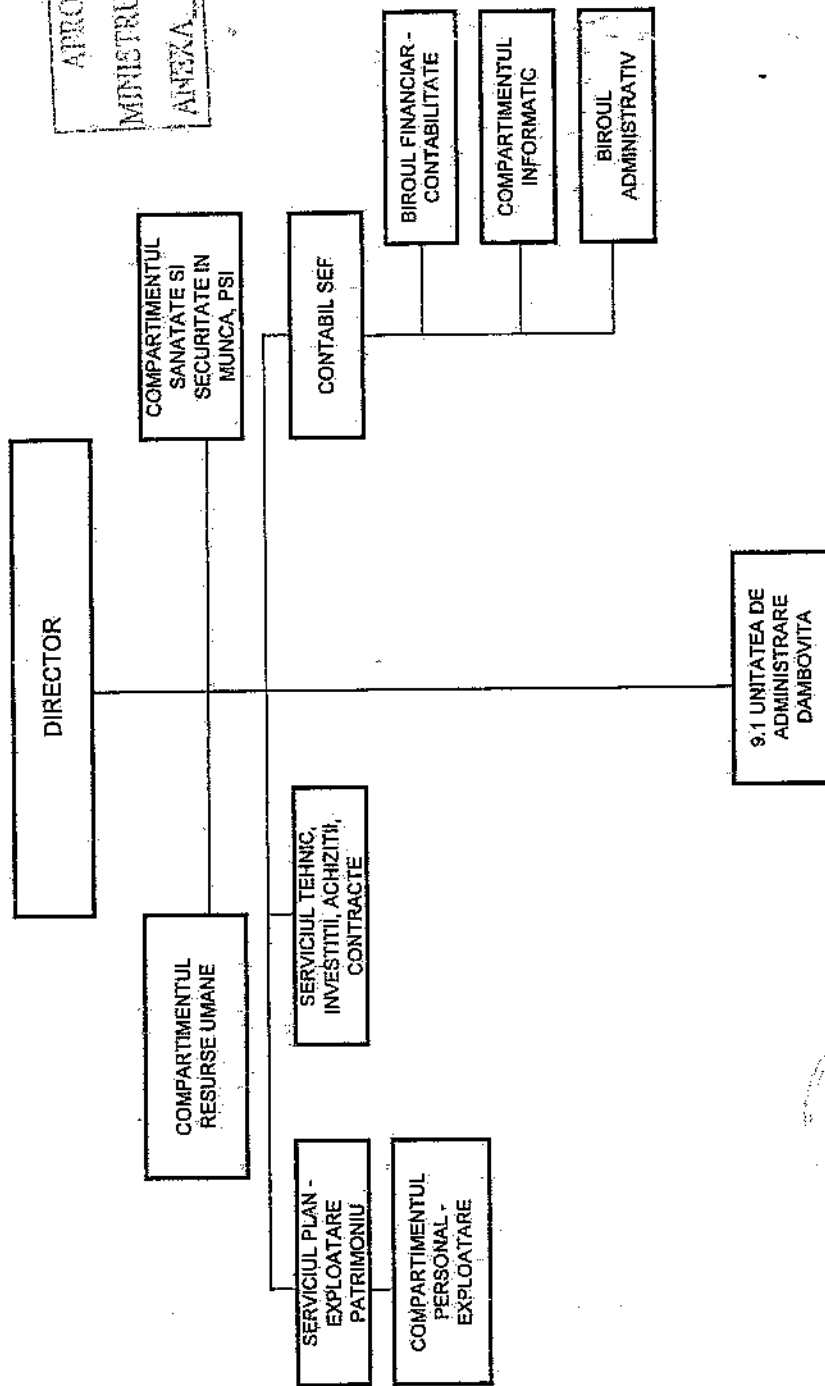 APRO
MINISTRU
ANEXA
DIRECTOR
COMPARTIMENTUL
RESURSE UMANE
COMPARTIMENTUL
SANATATE SI
SECURITATE IN
MUNCA, PSI
SERVICIUL PLAN -
EXPLOATARE
PATRIMONIU
SERVICIUL TEHNIC,
INVESTITII, ACHIZITII,
CONTRACTE
CONTABIL SEF
COMPARTIMENTUL
PERSONAL -
EXPLOATARE
BIROUL FINANCIAR -
CONTABILITATE
COMPARTIMENTUL
INFORMATIC
BIROUL
ADMINISTRATIV
9.1 UNITATEA DE
ADMINISTRARE
DAMBOVITA